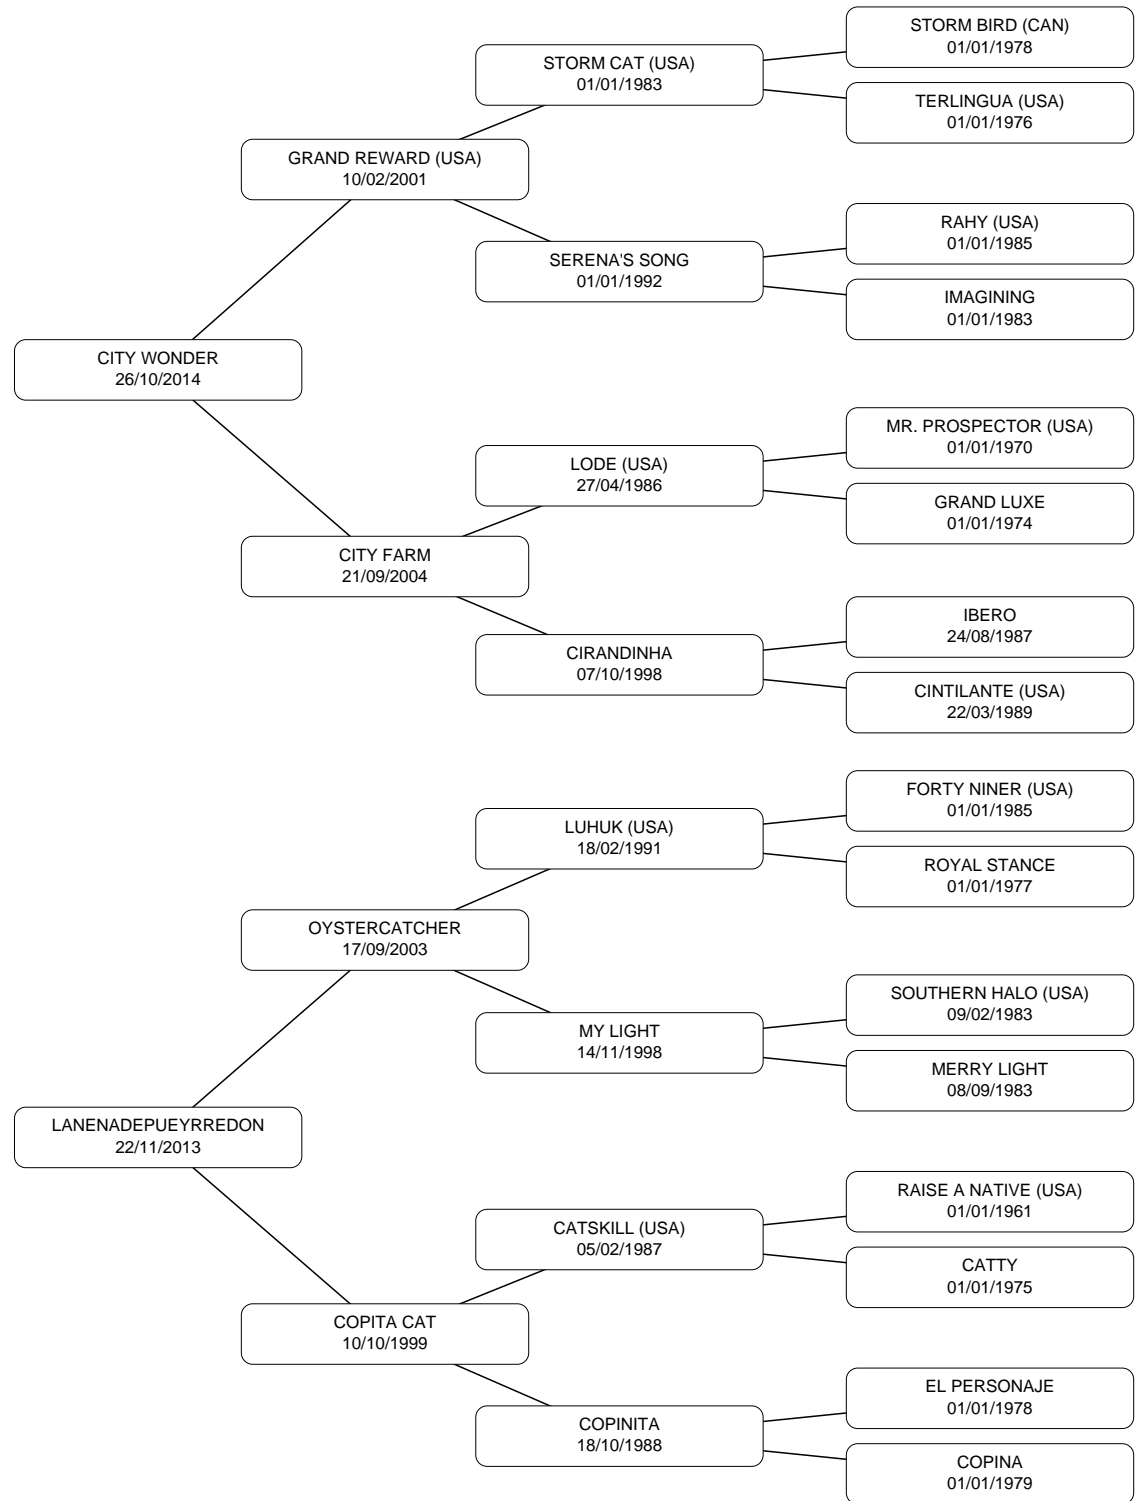 STORM BIRD (CAN)
01/01/1978
STORM CAT (USA)
01/01/1983
TERLINGUA (USA)
01/01/1976
GRAND REWARD (USA)
10/02/2001
RAHY (USA)
01/01/1985
SERENA'S SONG
01/01/1992
IMAGINING
01/01/1983
CITY WONDER
26/10/2014
MR. PROSPECTOR (USA)
01/01/1970
LODE (USA)
27/04/1986
GRAND LUXE
01/01/1974
CITY FARM
21/09/2004
IBERO
24/08/1987
CIRANDINHA
07/10/1998
CINTILANTE (USA)
22/03/1989
FORTY NINER (USA)
01/01/1985
LUHUK (USA)
18/02/1991
ROYAL STANCE
01/01/1977
OYSTERCATCHER
17/09/2003
SOUTHERN HALO (USA)
09/02/1983
MY LIGHT
14/11/1998
MERRY LIGHT
08/09/1983
LANENADEPUEYRREDON
22/11/2013
RAISE A NATIVE (USA)
01/01/1961
CATSKILL (USA)
05/02/1987
CATTY
01/01/1975
COPITA CAT
10/10/1999
EL PERSONAJE
01/01/1978
COPINITA
18/10/1988
COPINA
01/01/1979